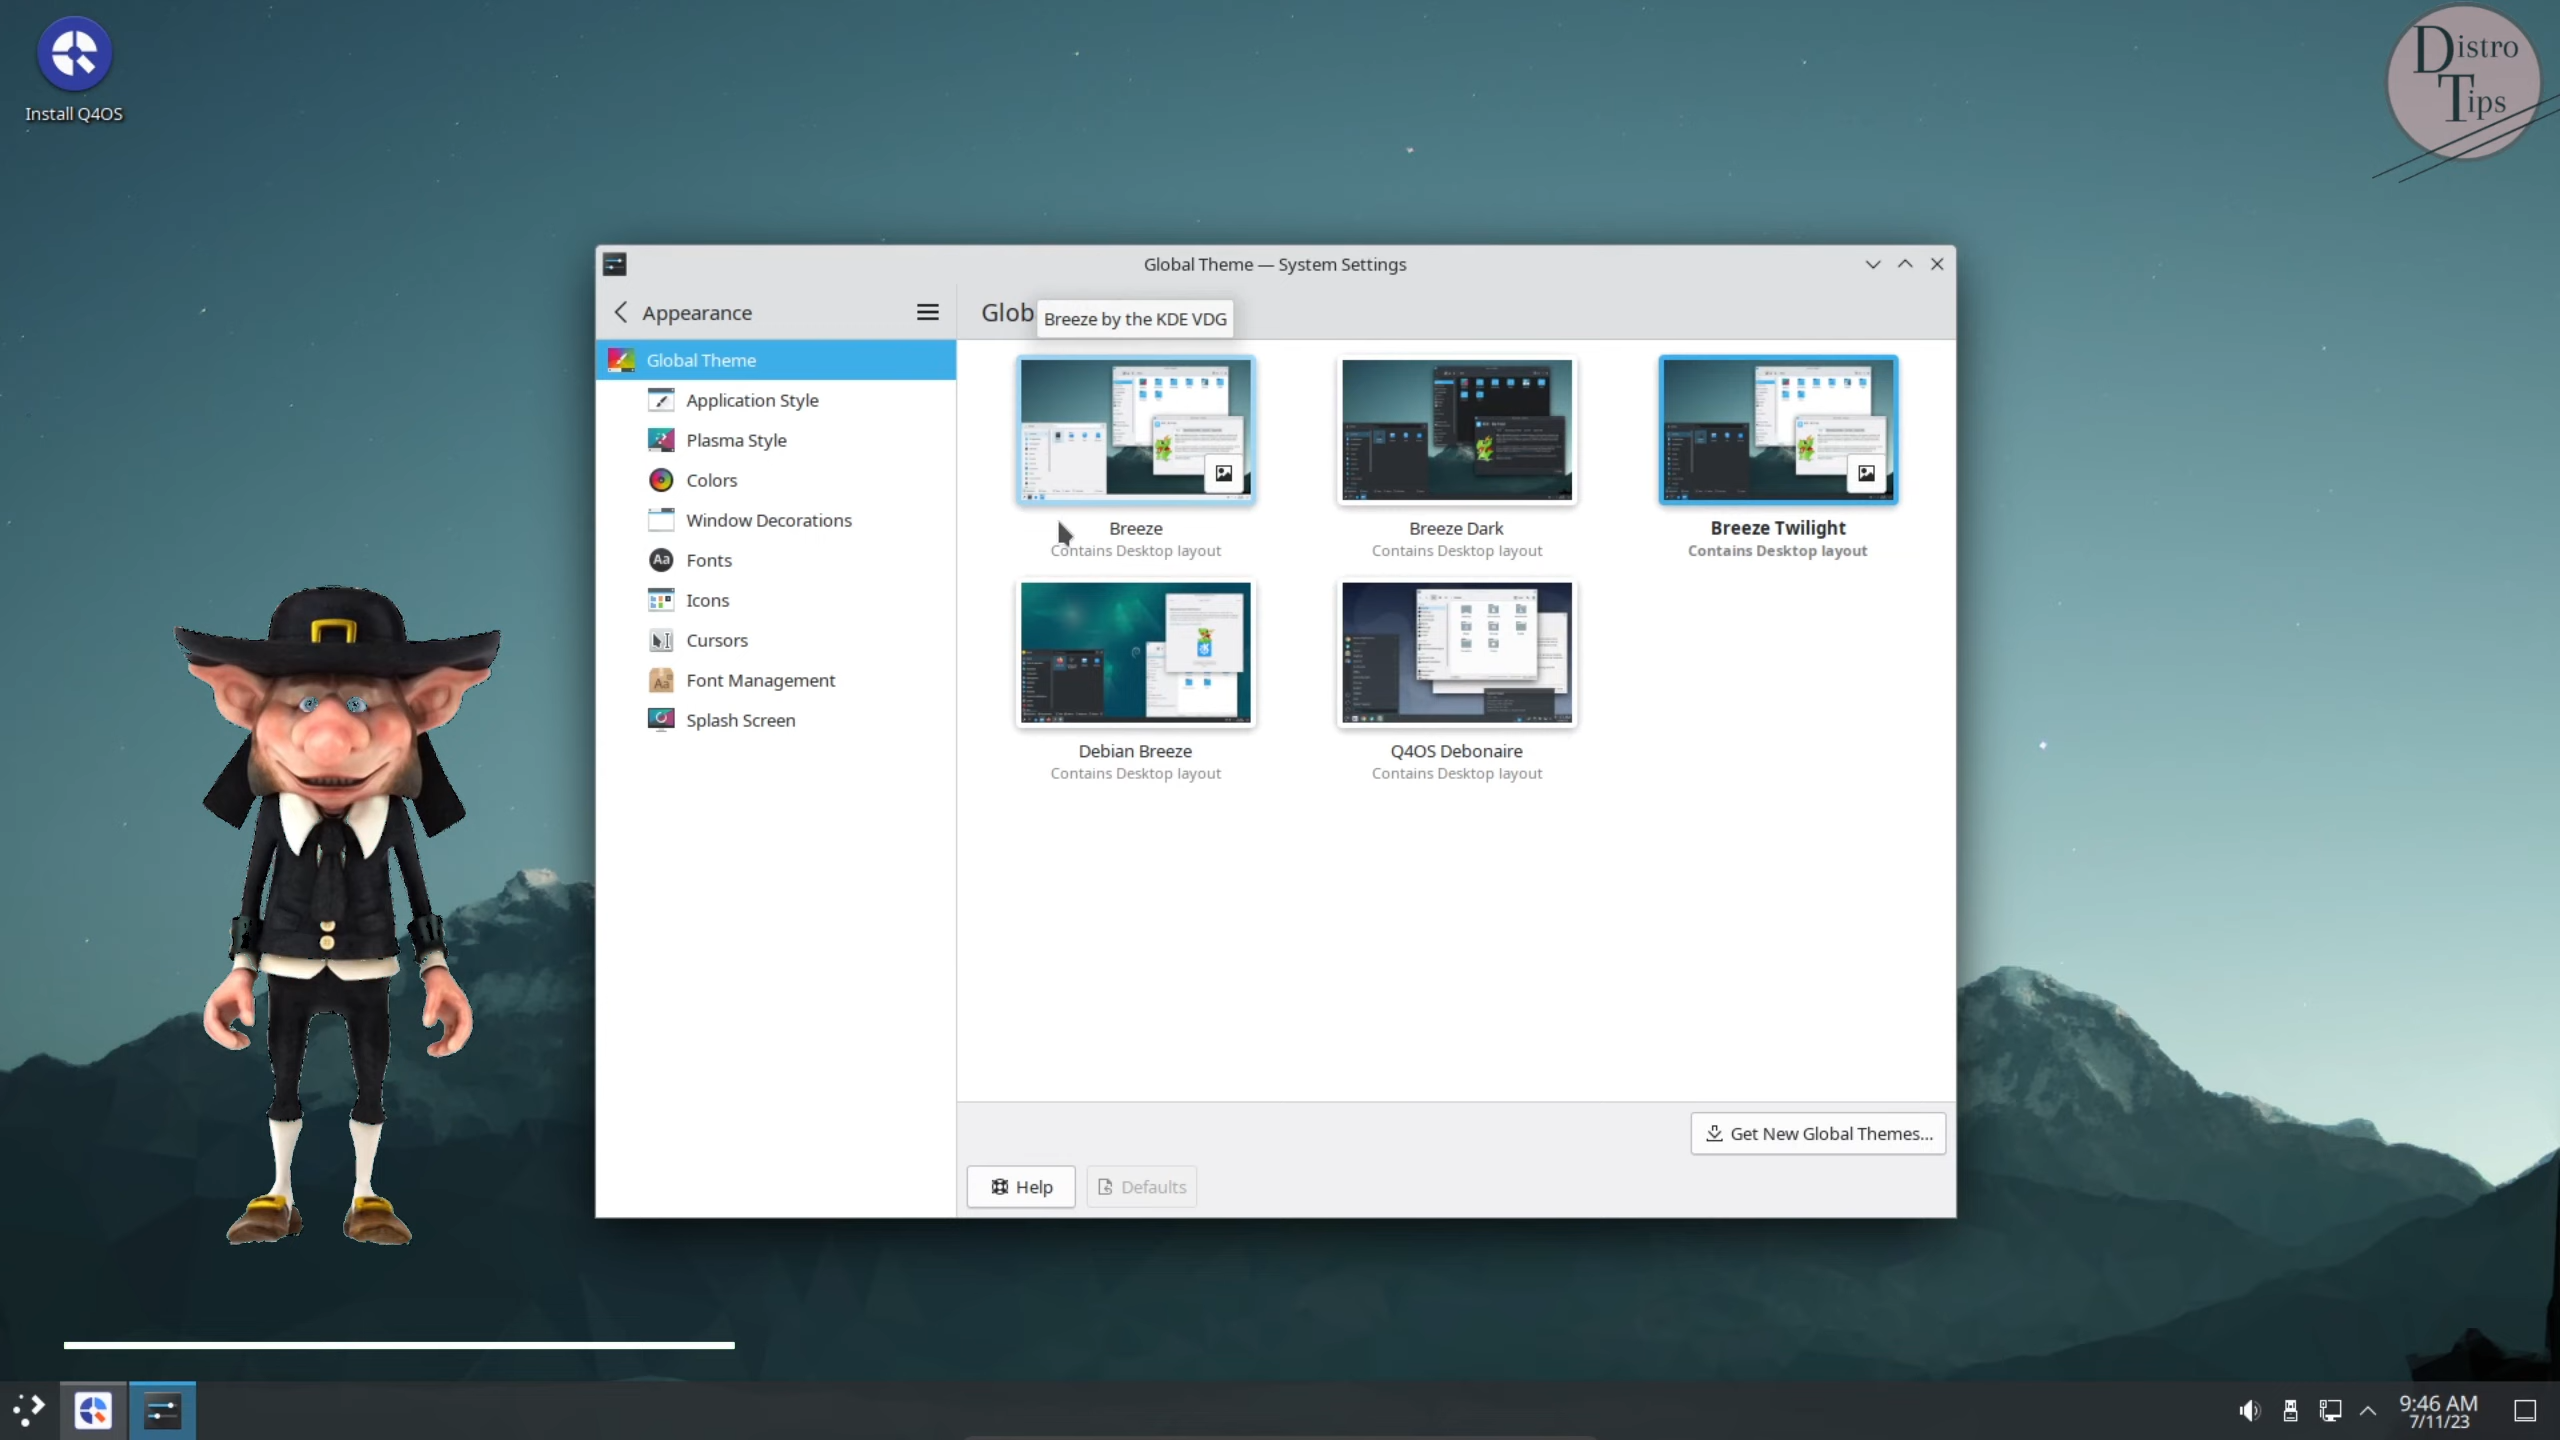 Install Q4OS
Distro
Tips
Global Theme — System Settings
Appearance
Glob
Breeze by the KDE VDG
Global Theme
Application Style
Plasma Style
Colors
Window Decorations
Fonts
Icons
Cursors
Font Management
Splash Screen
Breeze
Contains Desktop layout
Breeze Dark
Contains Desktop layout
Breeze Twilight
Contains Desktop layout
Debian Breeze
Contains Desktop layout
Q4OS Debonaire
Contains Desktop layout
Get New Global Themes...
Help
Defaults
9:46 AM
7/11/23